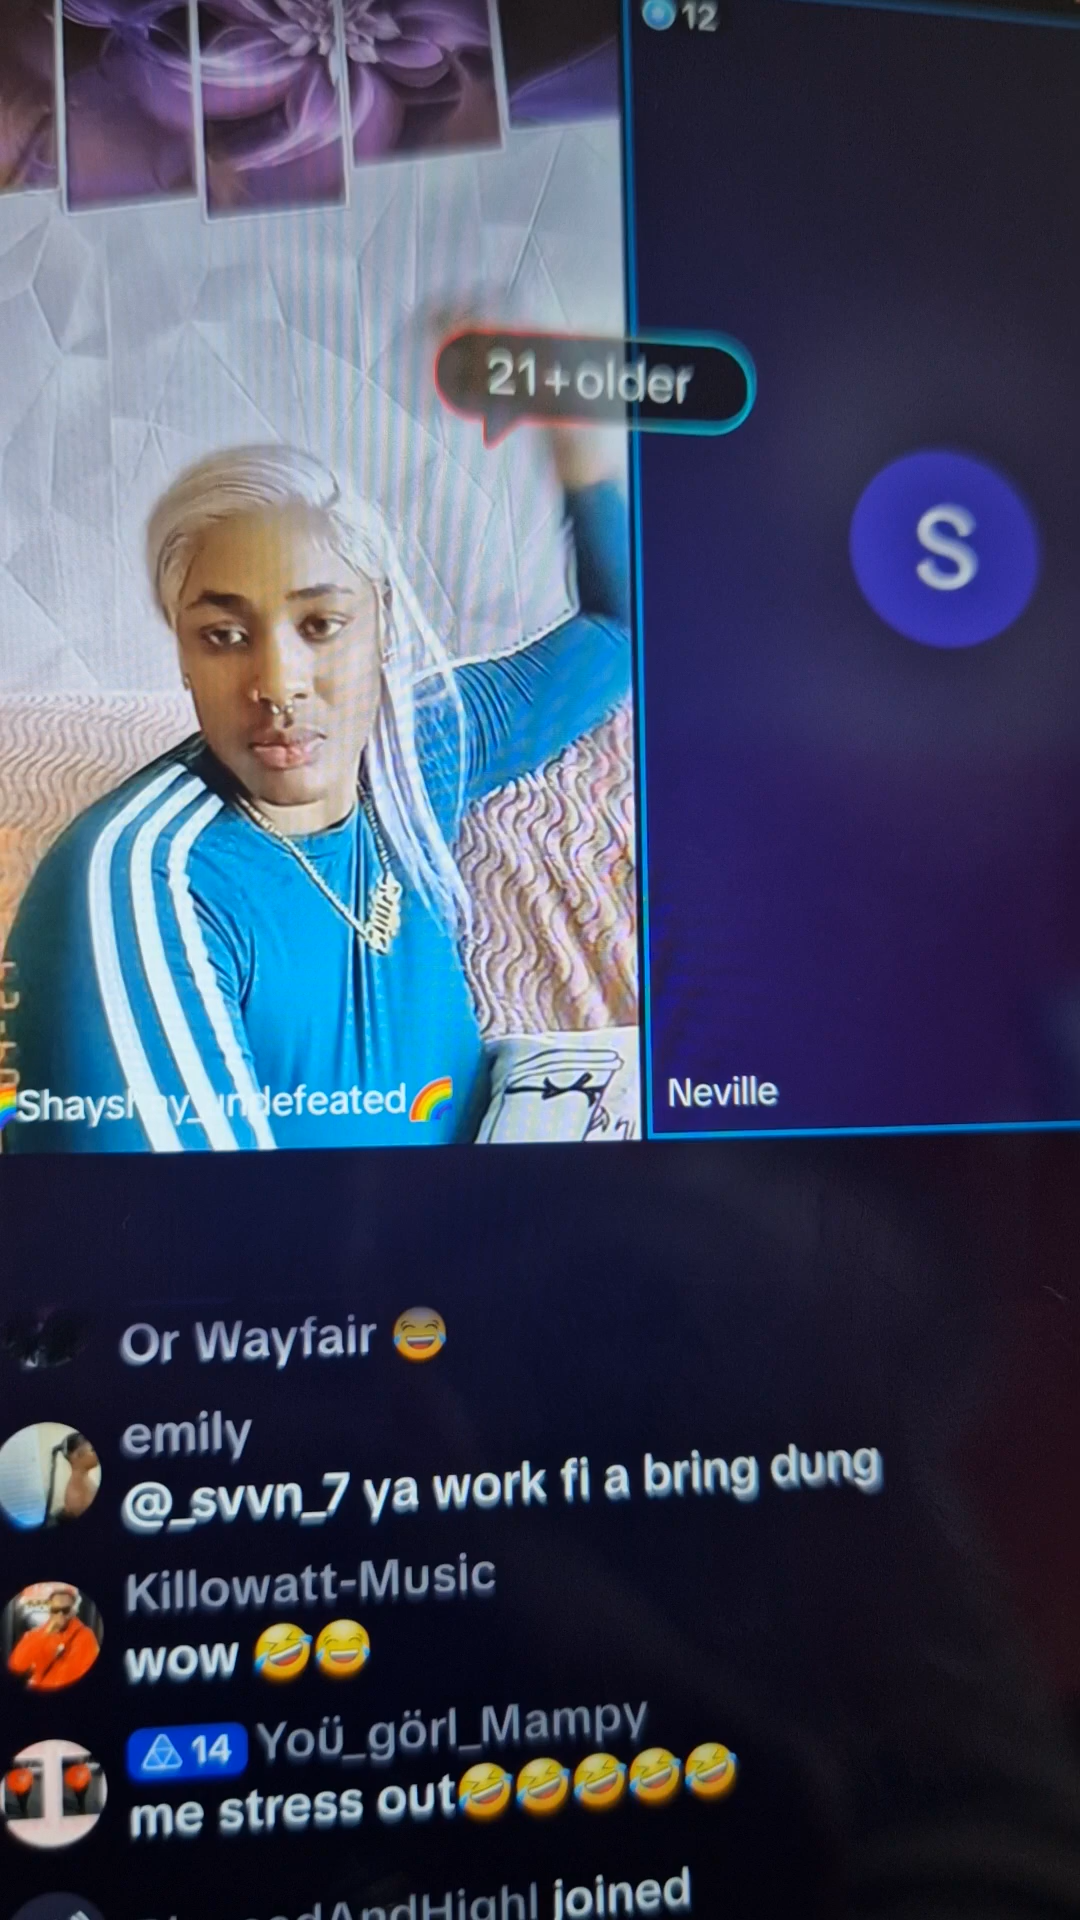 12
21+older
S
🌈Shayshay_undefeated🌈
Neville
Or Wayfair 😂
emily
@_svvn_7 ya work fi a bring dung
Killowatt-Music
wow 🤣😂
14 Yoü_görl_Mampy
me stress out🤣🤣🤣🤣🤣
joined